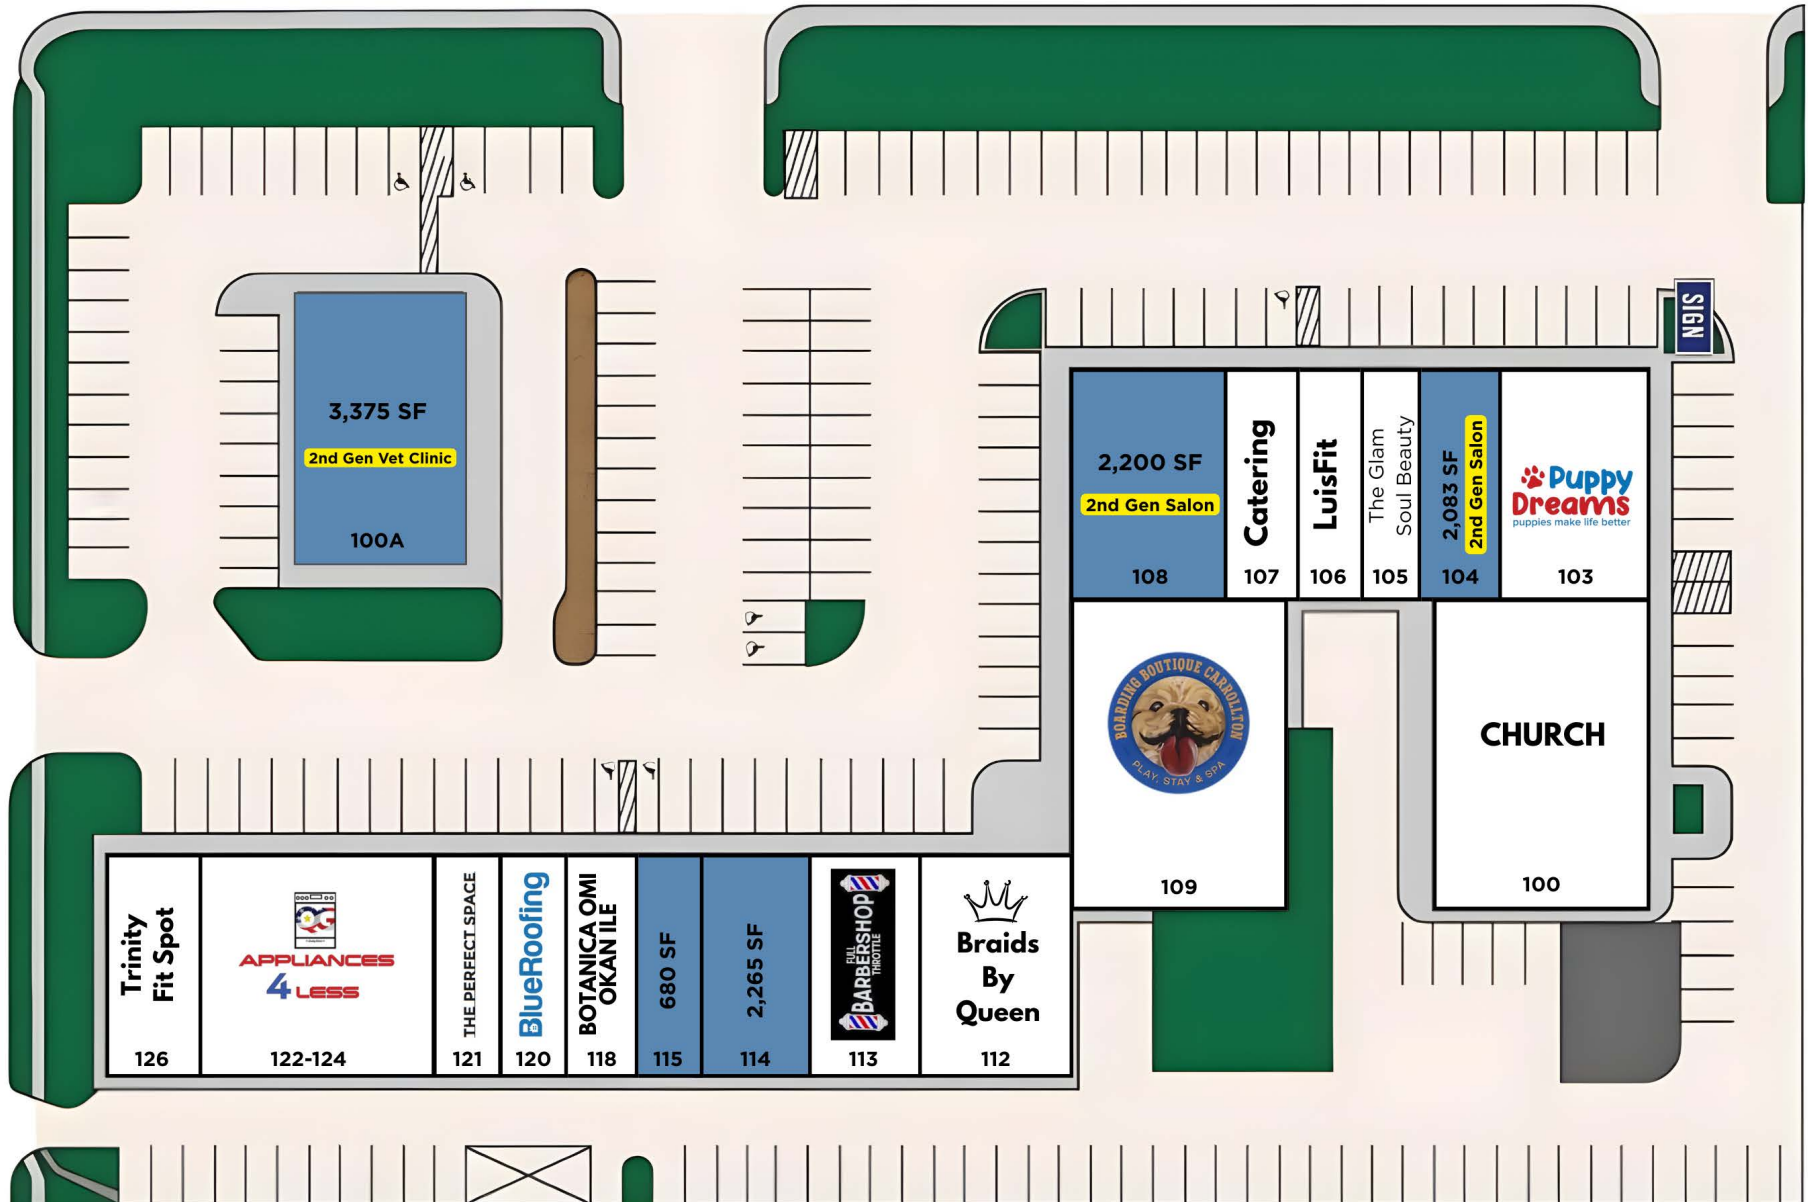 SIGN
3,375 SF
2nd Gen Vet Clinic
100A
2,200 SF
2nd Gen Salon
108
Catering
107
LuisFit
106
The Glam
Soul Beauty
105
2,083 SF
2nd Gen Salon
104
Puppy
Dreams
puppies make life better
103
BOARDING BOUTIQUE CARROLLTON
PLAY, STAY & SPA
109
CHURCH
100
Trinity
Fit Spot
126
QG
APPLIANCES
4 LESS
122-124
THE PERFECT SPACE
121
BlueRoofing
120
BOTANICA OMI
OKAN ILE
118
680 SF
115
2,265 SF
114
BARBERSHOP
FULL
THROTTLE
113
Braids
By
Queen
112